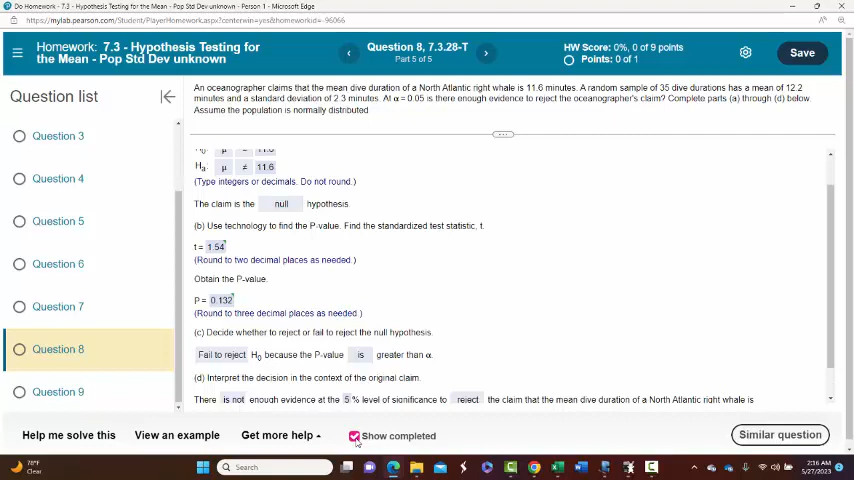 Do Homework: 7.3 - Hypothesis Testing for the Mean - Pop Std Dev unknown - Person 1 - Microsoft Edge
https://mylab.pearson.com/Student/PlayerHomework.aspx?centerwin=yes&homeworkId=-96066
Homework: 7.3 - Hypothesis Testing for
the Mean - Pop Std Dev unknown
Question 8, 7.3.28-T
Part 5 of 5
HW Score: 0%, 0 of 9 points
Points: 0 of 1
Save
Question list
Question 3
Question 4
Question 5
Question 6
Question 7
Question 8
Question 9
An oceanographer claims that the mean dive duration of a North Atlantic right whale is 11.6 minutes. A random sample of 35 dive durations has a mean of 12.2
minutes and a standard deviation of 2.3 minutes. At α = 0.05 is there enough evidence to reject the oceanographer's claim? Complete parts (a) through (d) below.
Assume the population is normally distributed.
H0: μ = 11.6
Ha: μ ≠ 11.6
(Type integers or decimals. Do not round.)
The claim is the null hypothesis.
(b) Use technology to find the P-value. Find the standardized test statistic, t.
t = 1.54
(Round to two decimal places as needed.)
Obtain the P-value.
P = 0.132
(Round to three decimal places as needed.)
(c) Decide whether to reject or fail to reject the null hypothesis.
Fail to reject H0 because the P-value is greater than α.
(d) Interpret the decision in the context of the original claim.
There is not enough evidence at the 5 % level of significance to reject the claim that the mean dive duration of a North Atlantic right whale is
Help me solve this
View an example
Get more help
Show completed
Similar question
78°F
Clear
Search
2:16 AM
5/27/2023